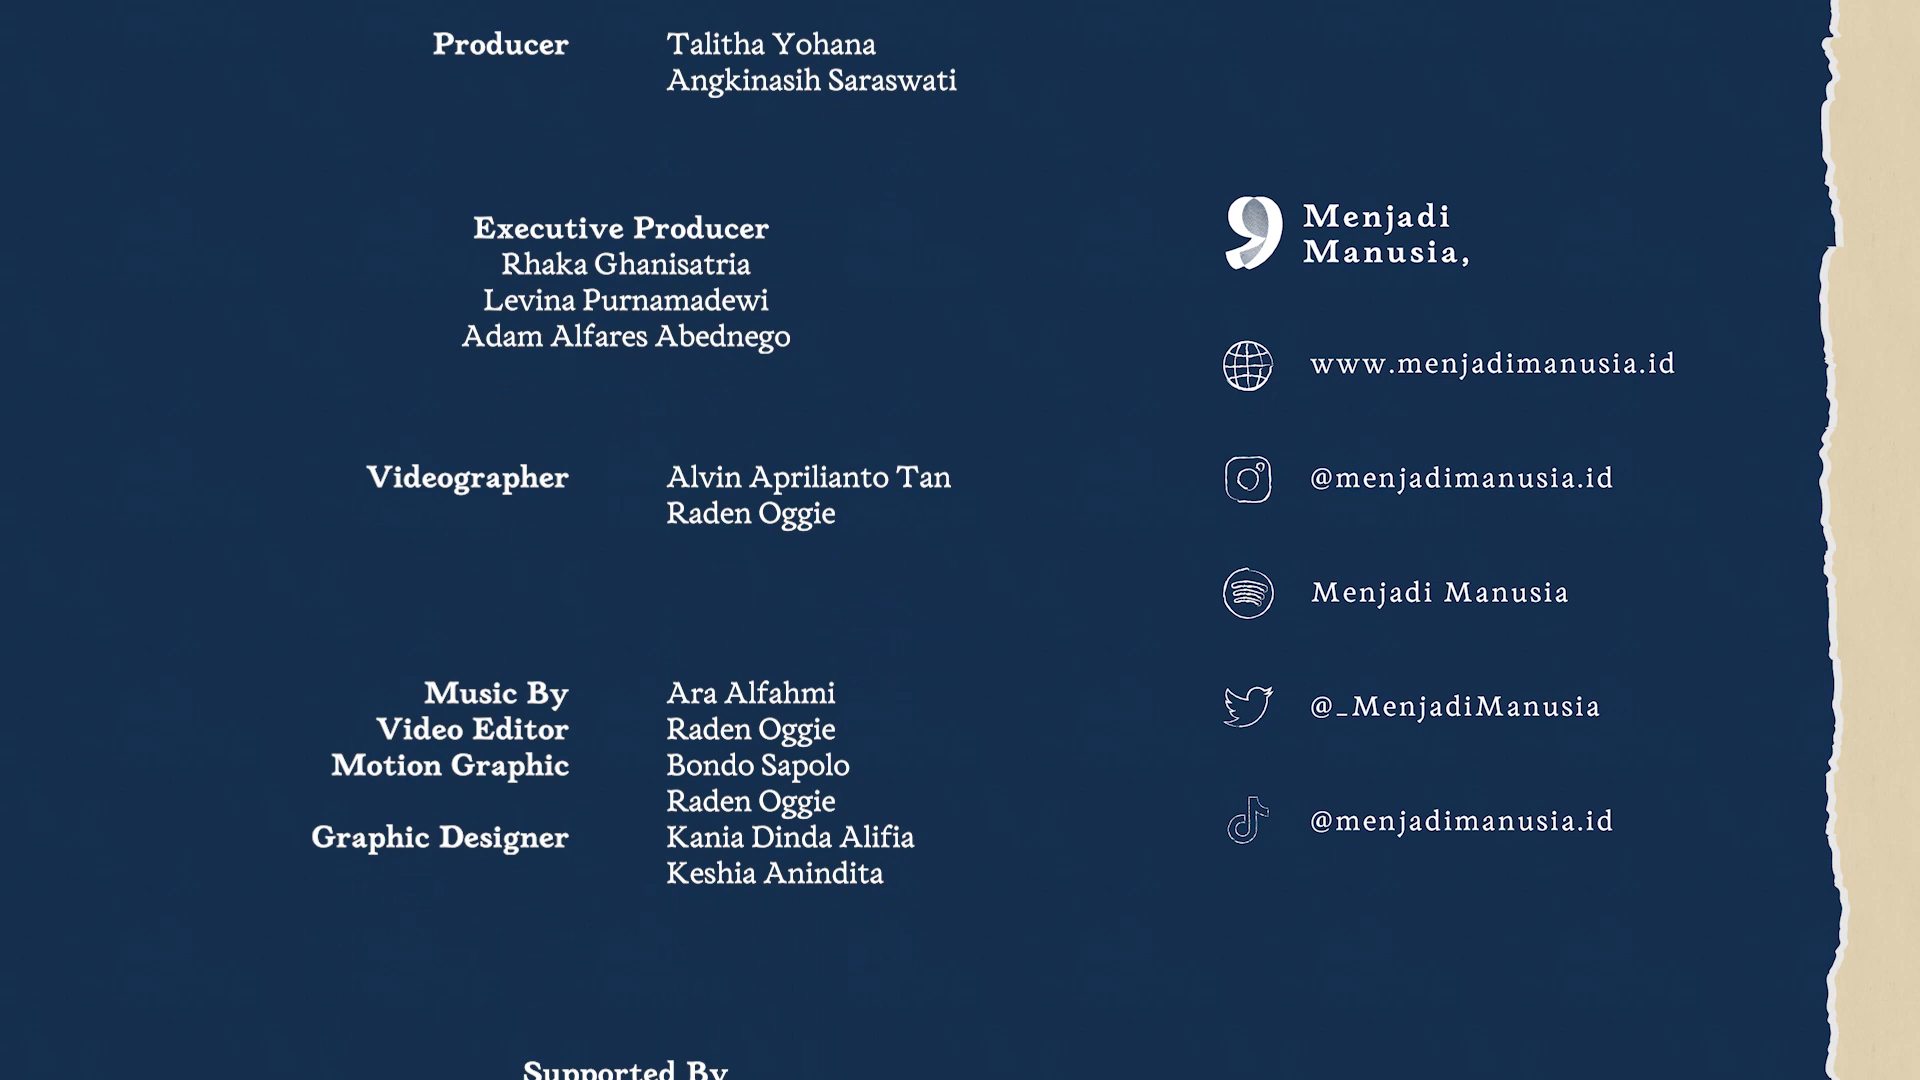 Producer Talitha Yohana
Angkinasih Saraswati
Executive Producer
Rhaka Ghanisatria
Levina Purnamadewi
Adam Alfares Abednego
Videographer Alvin Aprilianto Tan
Raden Oggie
Music By Ara Alfahmi
Video Editor Raden Oggie
Motion Graphic Bondo Sapolo
Raden Oggie
Graphic Designer Kania Dinda Alifia
Keshia Anindita
Supported By
Menjadi
Manusia,
www.menjadimanusia.id
@menjadimanusia.id
Menjadi Manusia
@_MenjadiManusia
@menjadimanusia.id